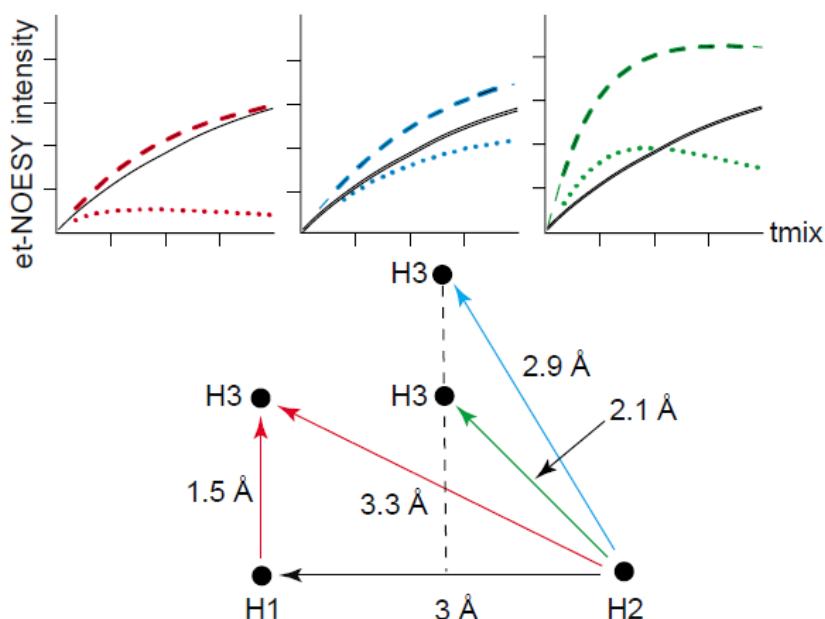 et-NOESY intensity
tmix
H3
2.9 Å
H3
H3
2.1 Å
1.5 Å
3.3 Å
H1
3 Å
H2